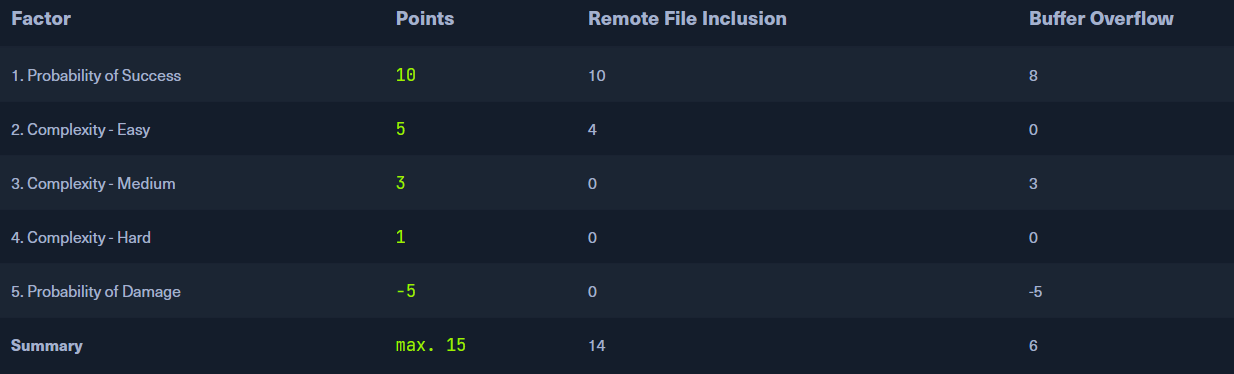 Factor Points Remote File Inclusion Buffer Overflow
1. Probability of Success 10 10 8
2. Complexity - Easy 5 4 0
3. Complexity - Medium 3 0 3
4. Complexity - Hard 1 0 0
5. Probability of Damage -5 0 -5
Summary max. 15 14 6